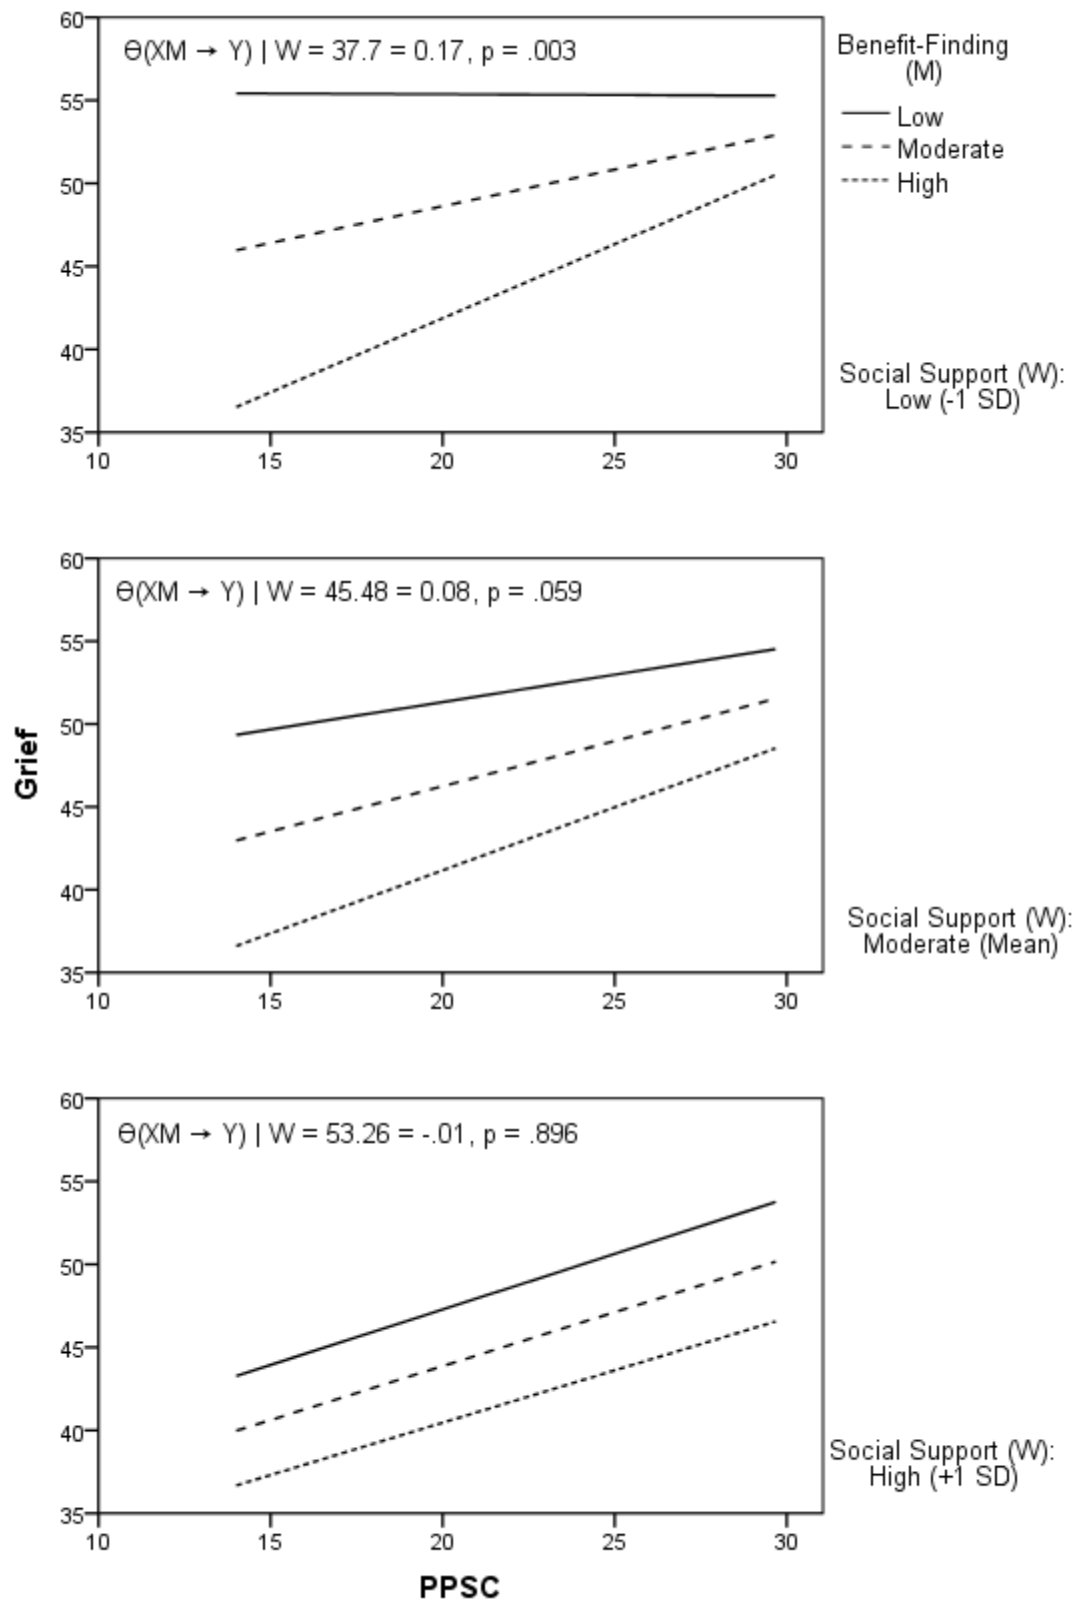 60
ϴ(XM → Y) | W = 37.7 = 0.17, p = .003
55
50
45
40
35
10 15 20 25 30
Benefit-Finding
(M)
Low
Moderate
High
Social Support (W):
Low (-1 SD)
60
ϴ(XM → Y) | W = 45.48 = 0.08, p = .059
55
50
45
40
35
10 15 20 25 30
Grief
Social Support (W):
Moderate (Mean)
60
ϴ(XM → Y) | W = 53.26 = -.01, p = .896
55
50
45
40
35
10 15 20 25 30
Social Support (W):
High (+1 SD)
PPSC